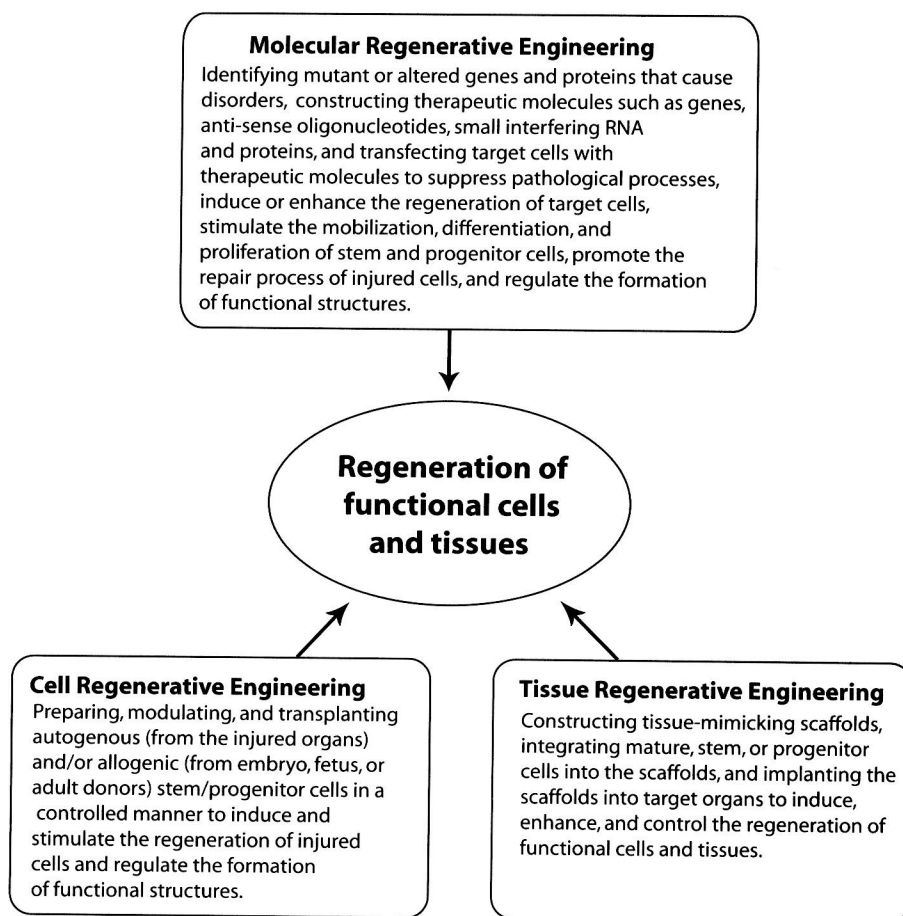 Molecular Regenerative Engineering
Identifying mutant or altered genes and proteins that cause
disorders, constructing therapeutic molecules such as genes,
anti-sense oligonucleotides, small interfering RNA
and proteins, and transfecting target cells with
therapeutic molecules to suppress pathological processes,
induce or enhance the regeneration of target cells,
stimulate the mobilization, differentiation, and
proliferation of stem and progenitor cells, promote the
repair process of injured cells, and regulate the formation
of functional structures.
Regeneration of
functional cells
and tissues
Cell Regenerative Engineering
Preparing, modulating, and transplanting
autogenous (from the injured organs)
and/or allogenic (from embryo, fetus, or
adult donors) stem/progenitor cells in a
controlled manner to induce and
stimulate the regeneration of injured
cells and regulate the formation
of functional structures.
Tissue Regenerative Engineering
Constructing tissue-mimicking scaffolds,
integrating mature, stem, or progenitor
cells into the scaffolds, and implanting the
scaffolds into target organs to induce,
enhance, and control the regeneration of
functional cells and tissues.